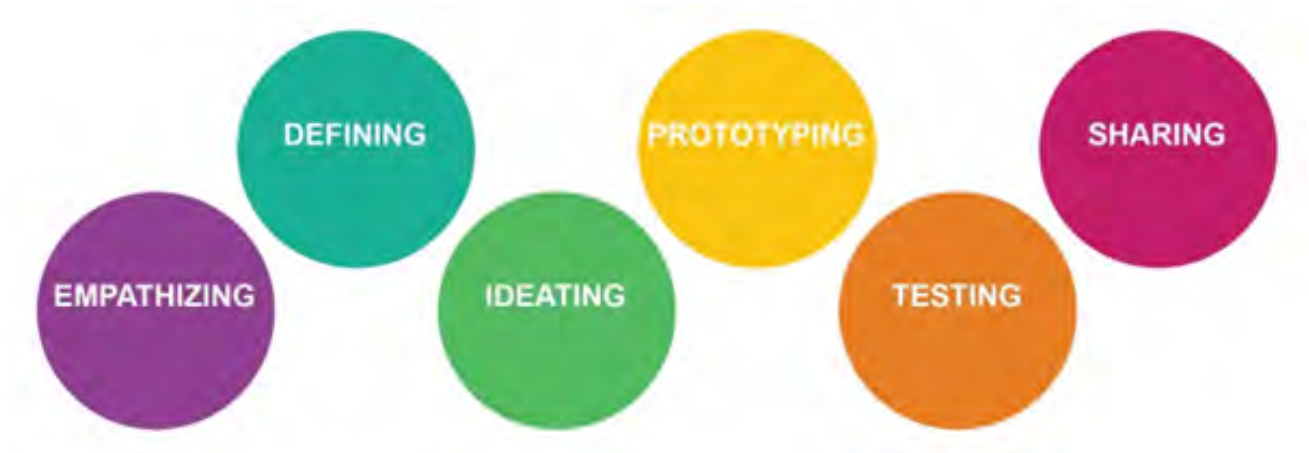 EMPATHIZING
DEFINING
IDEATING
PROTOTYPING
TESTING
SHARING